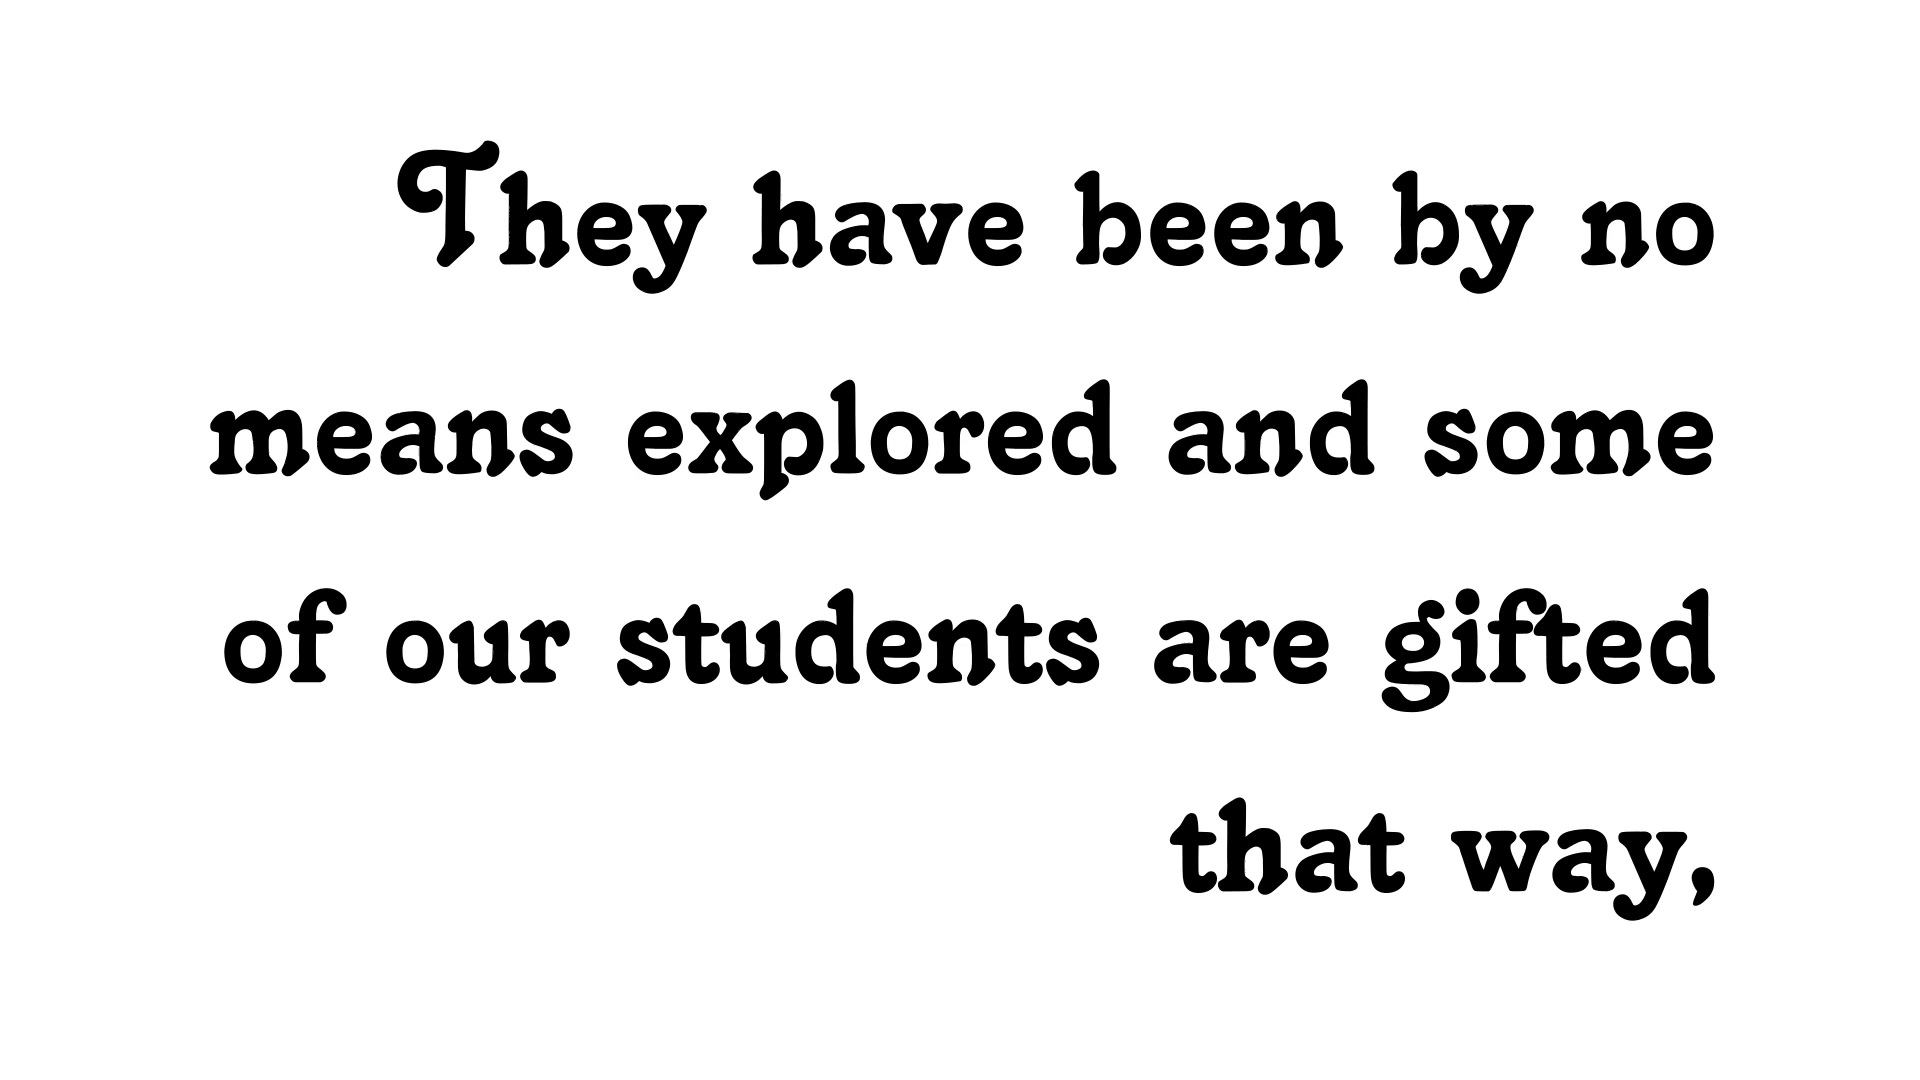 They have been by no
means explored and some
of our students are gifted
that way,